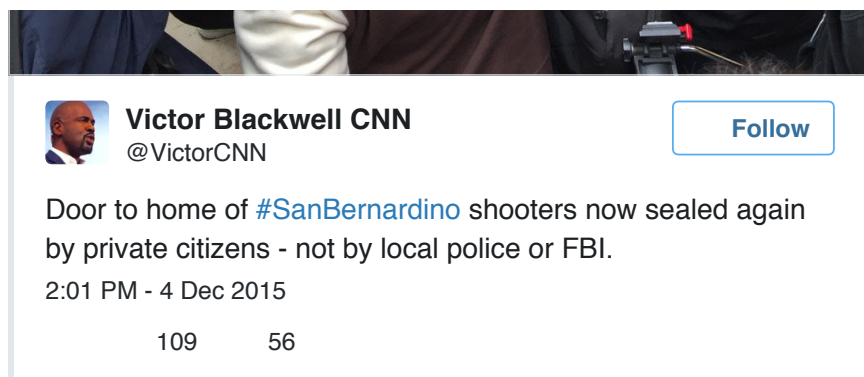 Victor Blackwell CNN
@VictorCNN
Follow
Door to home of #SanBernardino shooters now sealed again
by private citizens - not by local police or FBI.
2:01 PM - 4 Dec 2015
109 56